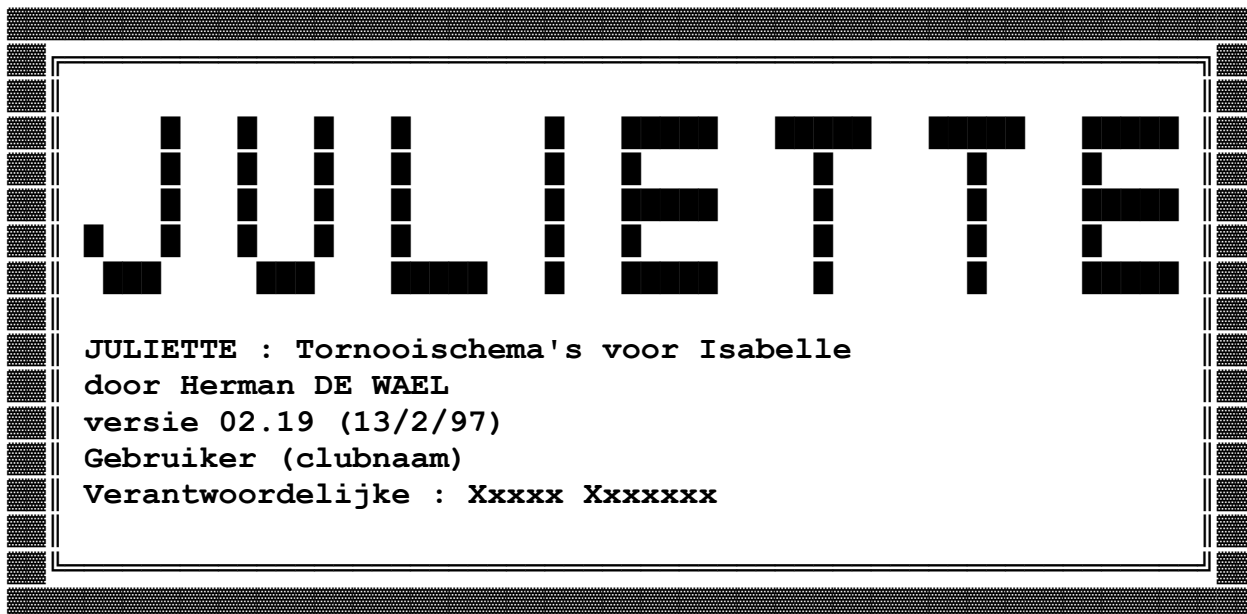 JULIETTE
JULIETTE : Tornooischema's voor Isabelle
door Herman DE WAEL
versie 02.19 (13/2/97)
Gebruiker (clubnaam)
Verantwoordelijke : Xxxxx Xxxxxxx